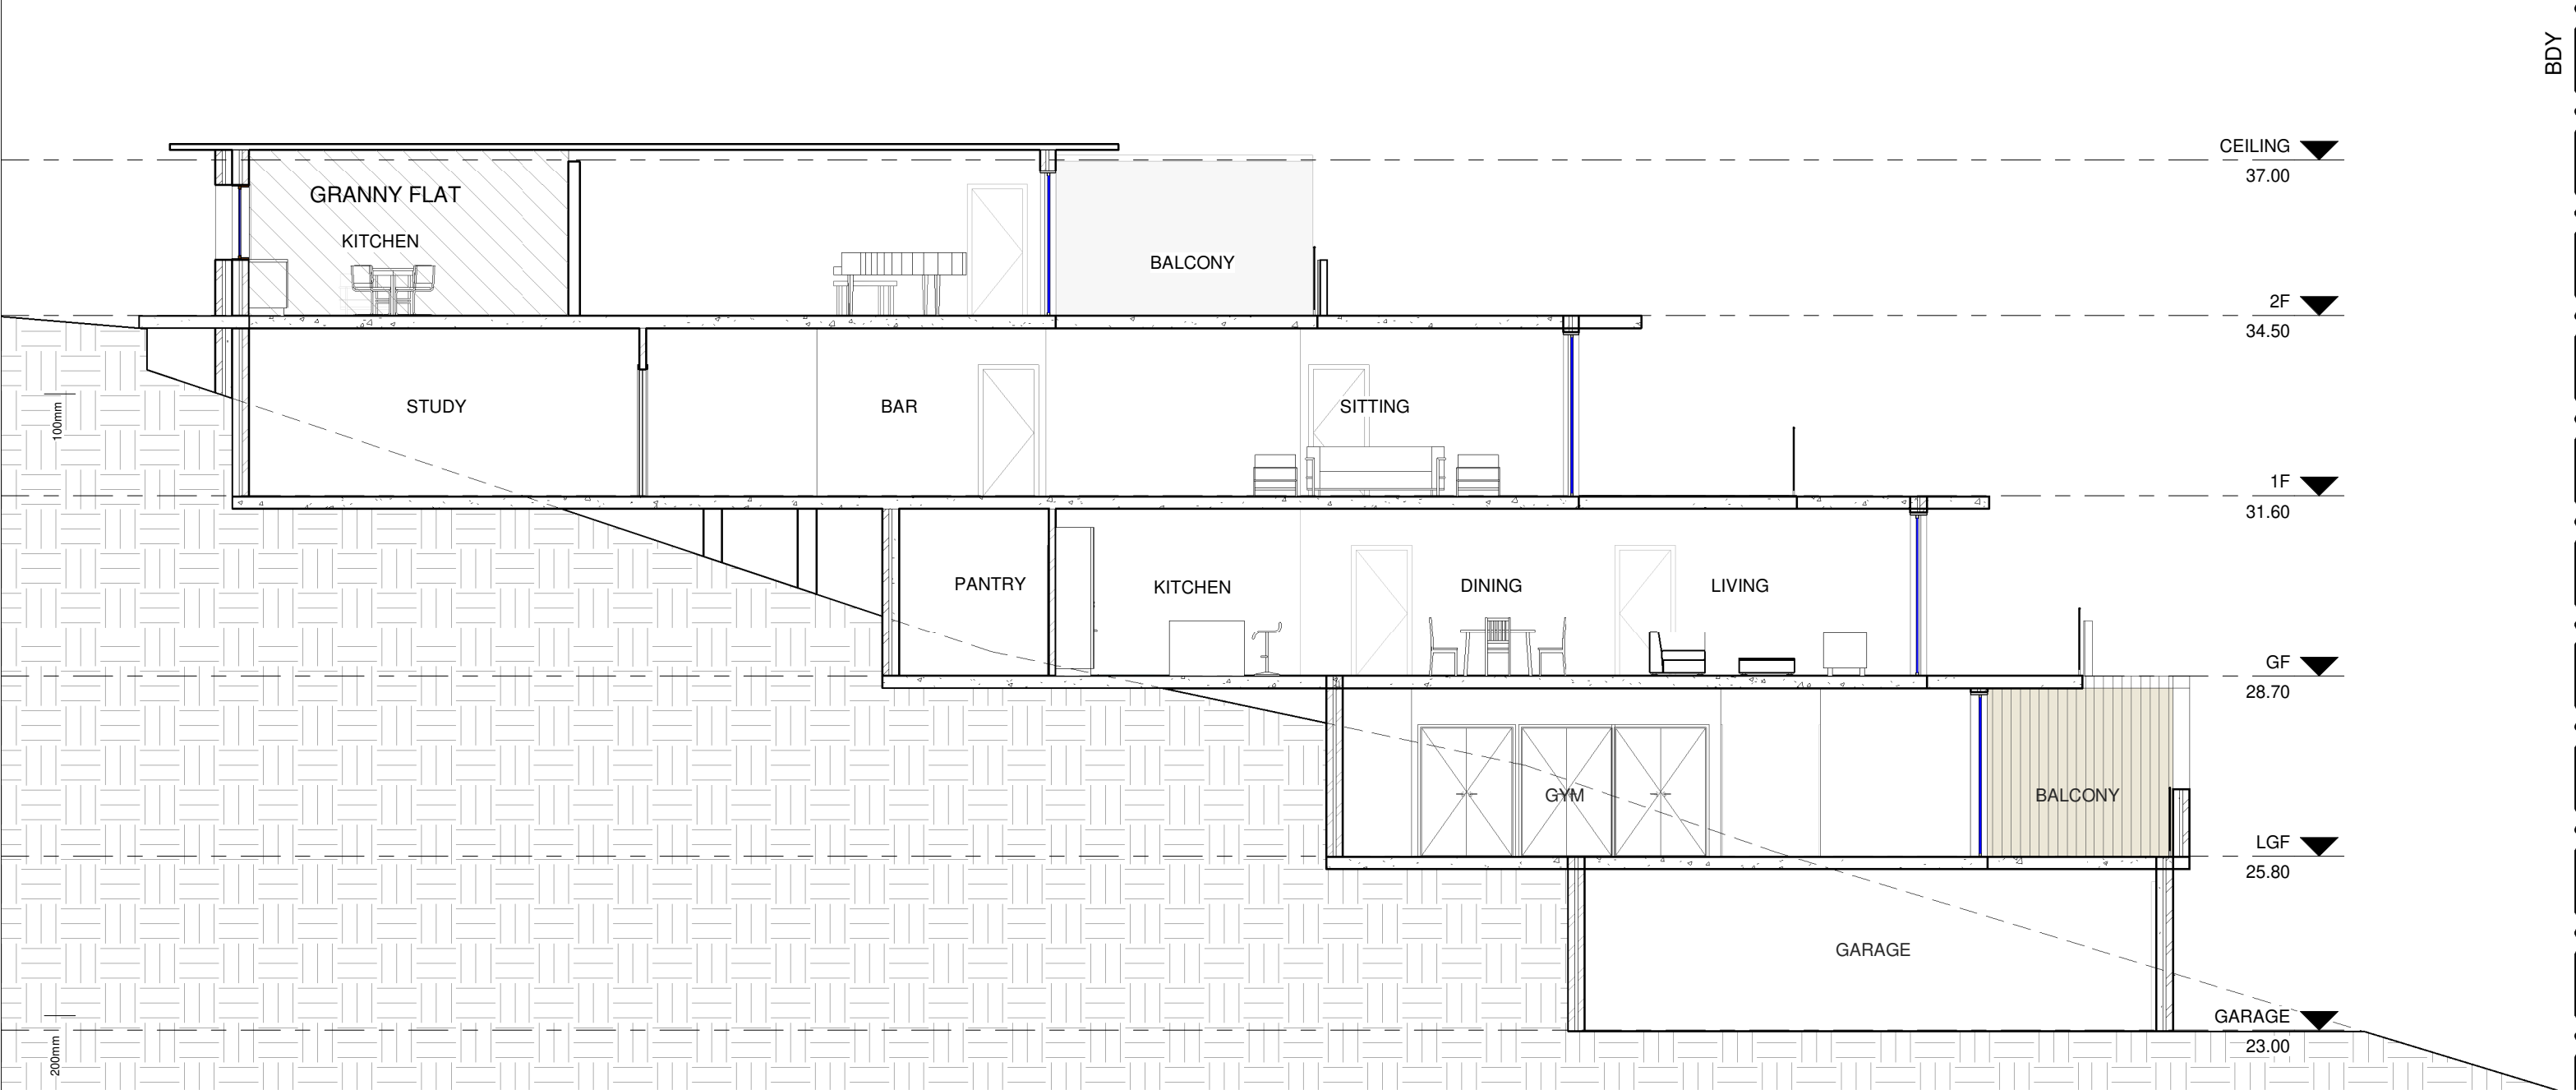 BDY
CEILING
37.00
GRANNY FLAT
KITCHEN
BALCONY
2F
34.50
STUDY
BAR
SITTING
100mm
1F
31.60
PANTRY
KITCHEN
DINING
LIVING
GF
28.70
GYM
BALCONY
LGF
25.80
GARAGE
GARAGE
23.00
200mm